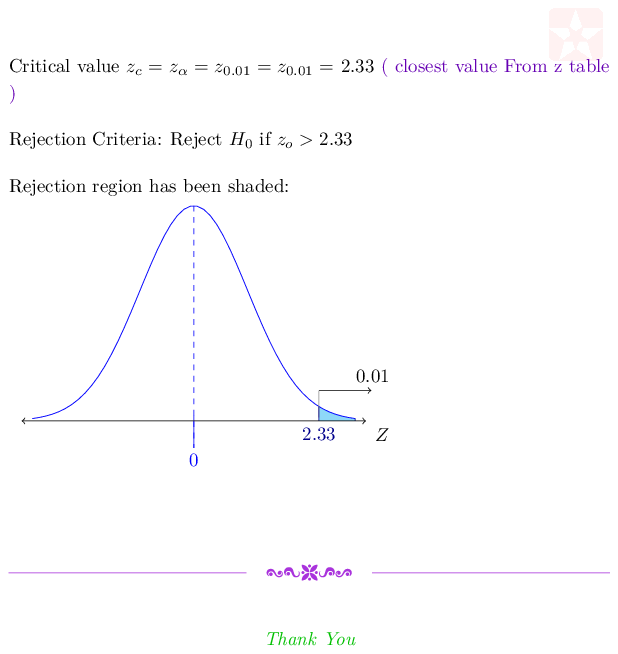 Critical value $z_c = z_\alpha = z_{0.01} = z_{0.01} = 2.33$ ( closest value From z table
)
Rejection Criteria: Reject $H_0$ if $z_o > 2.33$
Rejection region has been shaded:
0.01
2.33
Z
0
Thank You